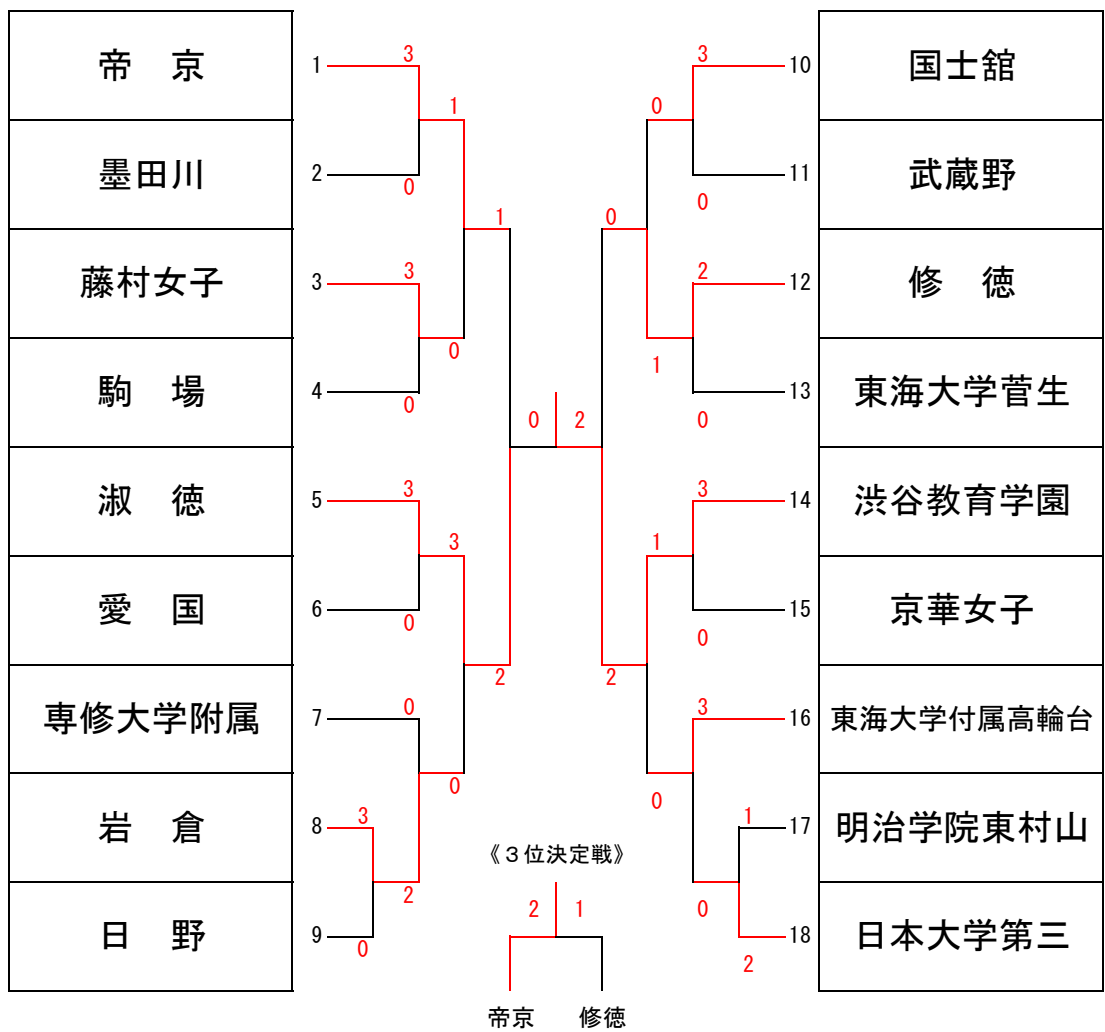 帝　京
1
3
1
墨田川
2
0
1
藤村女子
3
3
0
駒　場
4
0
淑　徳
5
3
3
愛　国
6
0
2
専修大学附属
7
0
0
岩　倉
8
3
2
日　野
9
0
0
2
国士舘
10
3
0
武蔵野
11
0
0
修　徳
12
2
1
東海大学菅生
13
0
渋谷教育学園
14
3
1
京華女子
15
0
2
東海大学付属高輪台
16
3
0
明治学院東村山
17
1
0
日本大学第三
18
2
《３位決定戦》
2 1
帝京 修徳